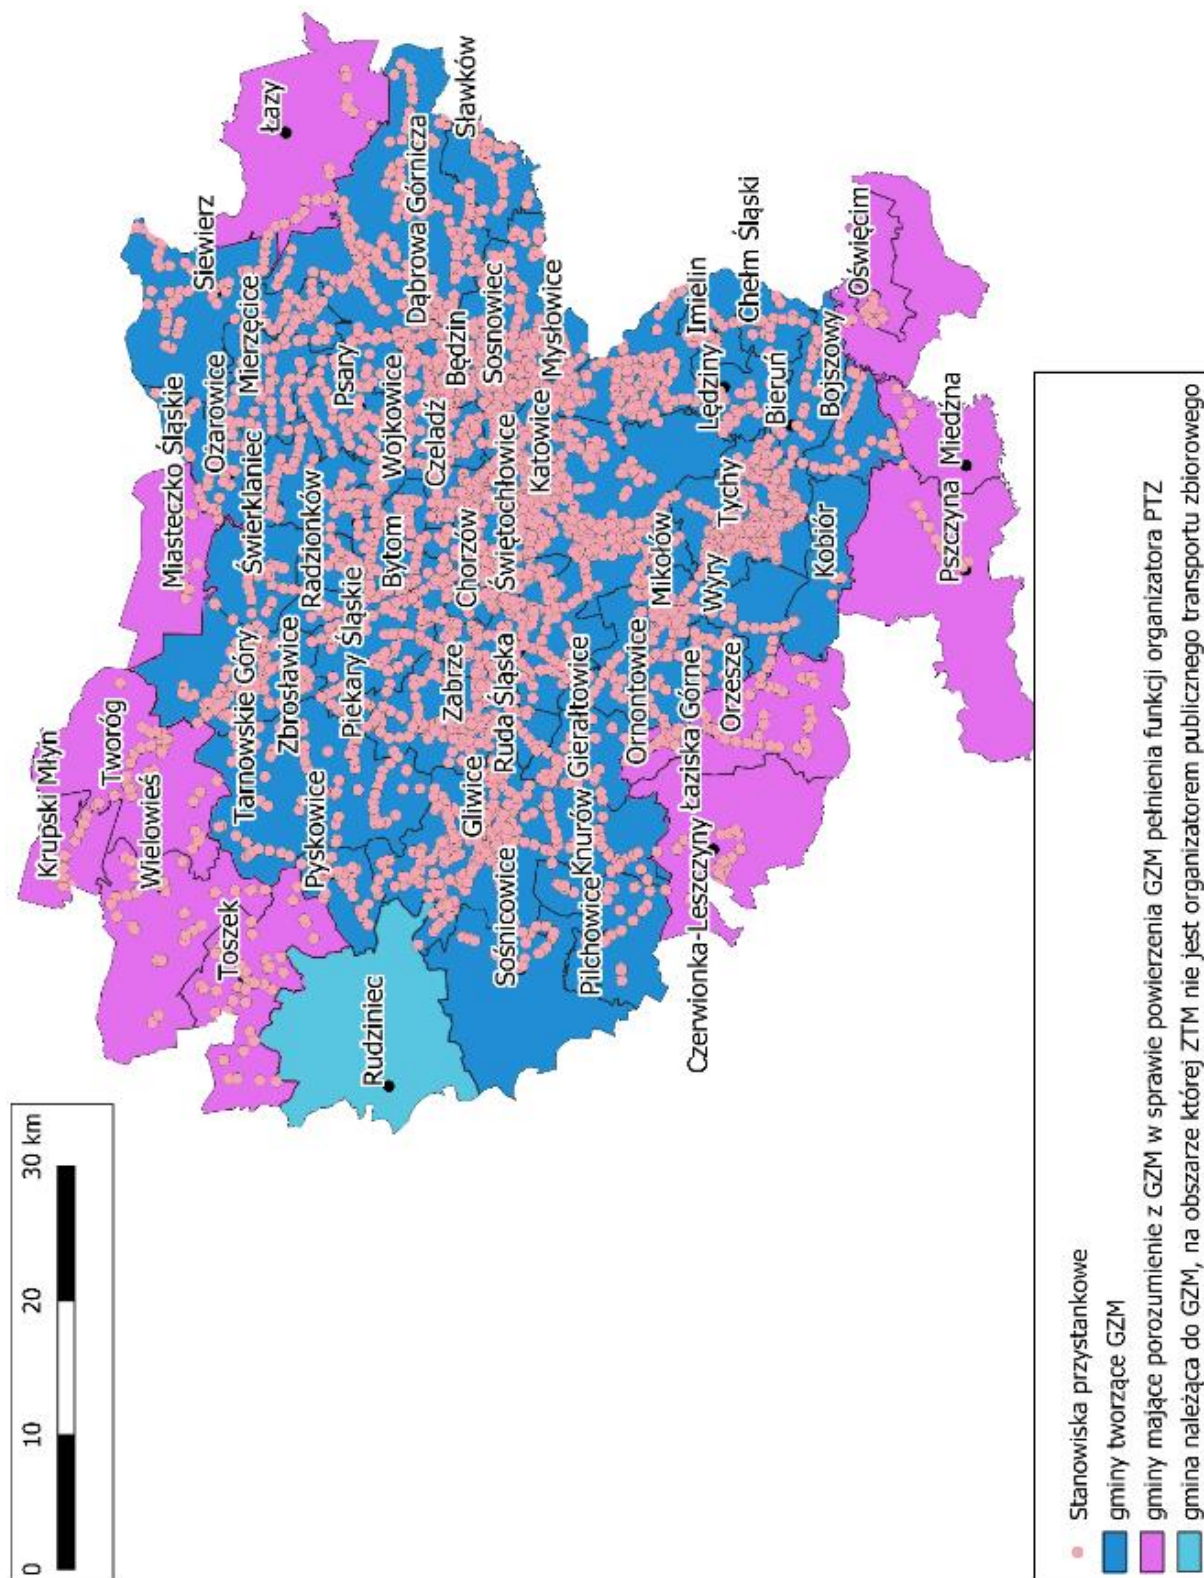 0 10 20 30 km
Krupski Młyn
Tworóg
Wielowieś
Miasteczko Śląskie
Siewierz
Łazy
Toszek
Ożarowice
Tarnowskie Góry
Świerklaniec
Mierzęcice
Zbrosławice
Radzionków
Pyskowice
Piekary Śląskie
Psary
Rudziniec
Bytom
Wojkowice
Dąbrowa Górnicza
Czeladź
Gliwice
Zabrze
Chorzów
Będzin
Sławków
Sośnicowice
Ruda Śląska
Świętochłowice
Sosnowiec
Katowice
Mysłowice
Pilchowice
Knurów
Gierałtowice
Ornontowice
Mikołów
Czerwionka-Leszczyny
Łaziska Górne
Wyry
Lędziny
Imielin
Orzesze
Tychy
Chełm Śląski
Bieruń
Kobiór
Bojszowy
Oświęcim
Pszczyna
Miedźna
Stanowiska przystankowe
gminy tworzące GZM
gminy mające porozumienie z GZM w sprawie powierzenia GZM pełnienia funkcji organizatora PTZ
gmina należąca do GZM, na obszarze której ZTM nie jest organizatorem publicznego transportu zbiorowego